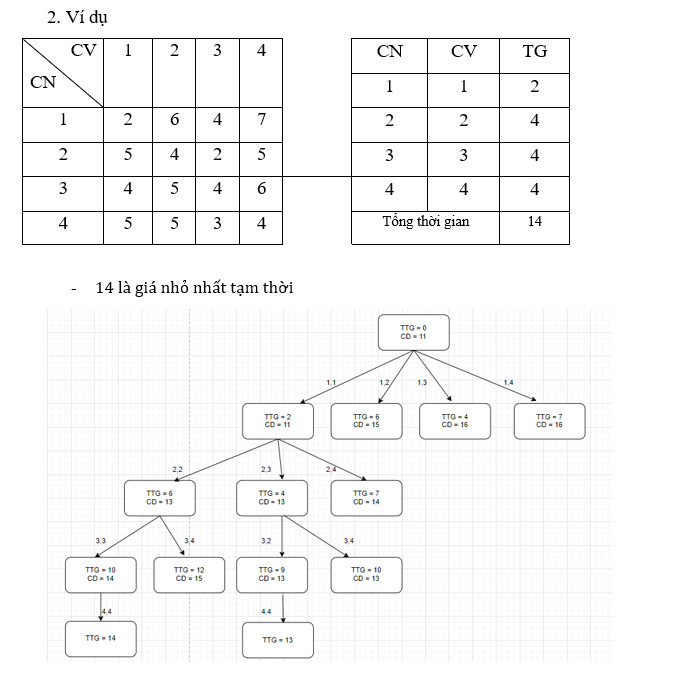 2. Ví dụ
CV 1 2 3 4
CN
1 2 6 4 7
2 5 4 2 5
3 4 5 4 6
4 5 5 3 4
CN CV TG
1 1 2
2 2 4
3 3 4
4 4 4
Tổng thời gian 14
- 14 là giá nhỏ nhất tạm thời
TTG = 0
CD = 11
1,1 1,2 1,3 1,4
TTG = 2
CD = 11
TTG = 6
CD = 15
TTG = 4
CD = 16
TTG = 7
CD = 16
2,2 2,3 2,4
TTG = 6
CD = 13
TTG = 4
CD = 13
TTG = 7
CD = 14
3,3 3,4 3,2 3,4
TTG = 10
CD = 14
TTG = 12
CD = 15
TTG = 9
CD = 13
TTG = 10
CD = 13
4,4 4,4
TTG = 14
TTG = 13